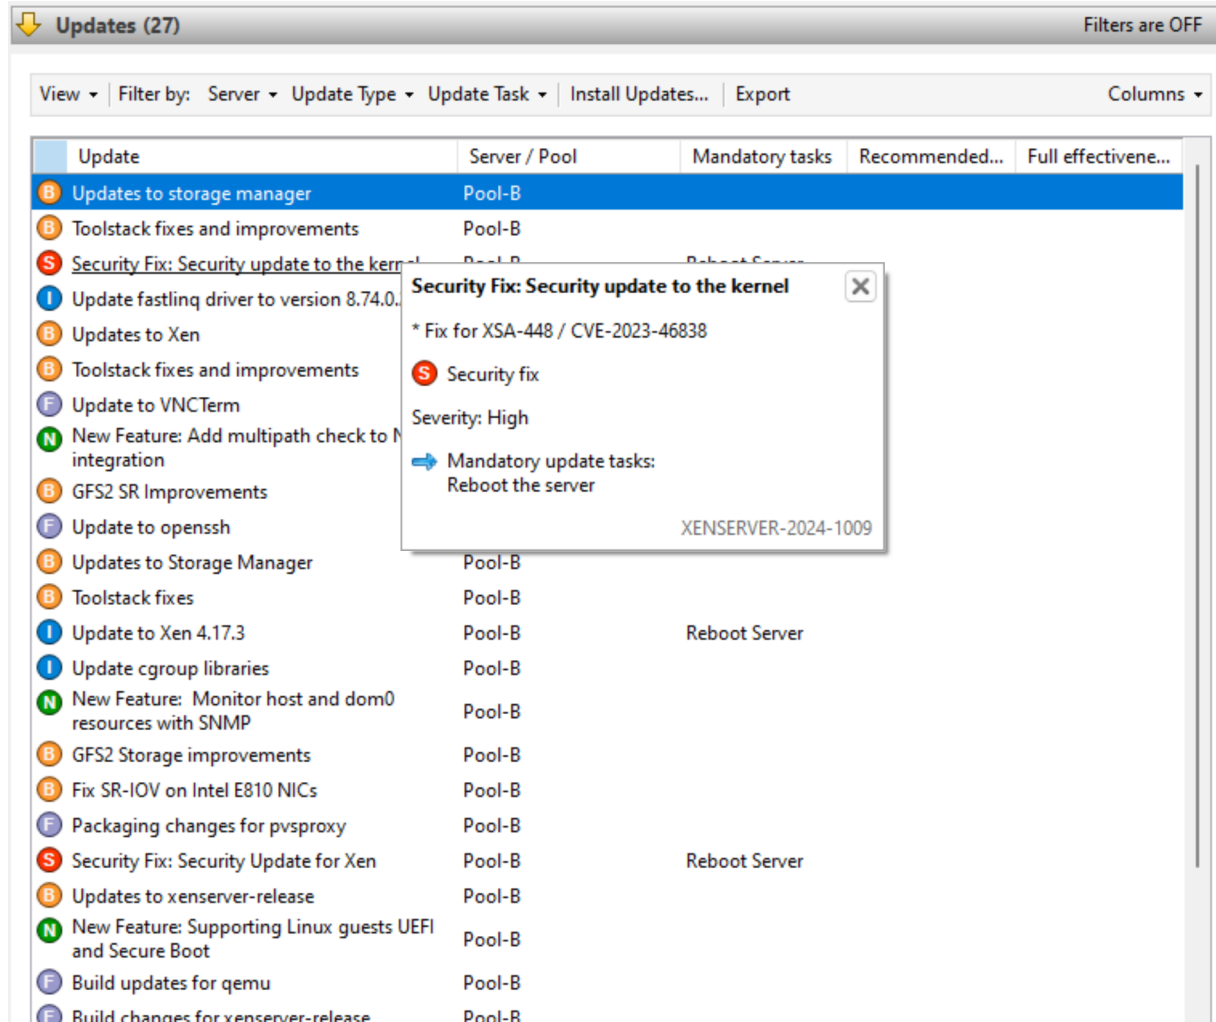 Updates (27) Filters are OFF
View Filter by: Server Update Type Update Task Install Updates... Export Columns
Update Server / Pool Mandatory tasks Recommended... Full effectivene...
B Updates to storage manager Pool-B
B Toolstack fixes and improvements Pool-B
S Security Fix: Security update to the kernel Pool-B Reboot Server
I Update fastlinq driver to version 8.74.0.
B Updates to Xen
B Toolstack fixes and improvements
F Update to VNCTerm
N New Feature: Add multipath check to
integration
B GFS2 SR Improvements
F Update to openssh
Security Fix: Security update to the kernel
* Fix for XSA-448 / CVE-2023-46838
S Security fix
Severity: High
Mandatory update tasks:
Reboot the server
XENSERVER-2024-1009
B Updates to Storage Manager Pool-B
B Toolstack fixes Pool-B
I Update to Xen 4.17.3 Pool-B Reboot Server
I Update cgroup libraries Pool-B
N New Feature: Monitor host and dom0
resources with SNMP Pool-B
B GFS2 Storage improvements Pool-B
B Fix SR-IOV on Intel E810 NICs Pool-B
F Packaging changes for pvsproxy Pool-B
S Security Fix: Security Update for Xen Pool-B Reboot Server
B Updates to xenserver-release Pool-B
N New Feature: Supporting Linux guests UEFI
and Secure Boot Pool-B
F Build updates for qemu Pool-B
F Build changes for xenserver-release Pool-B